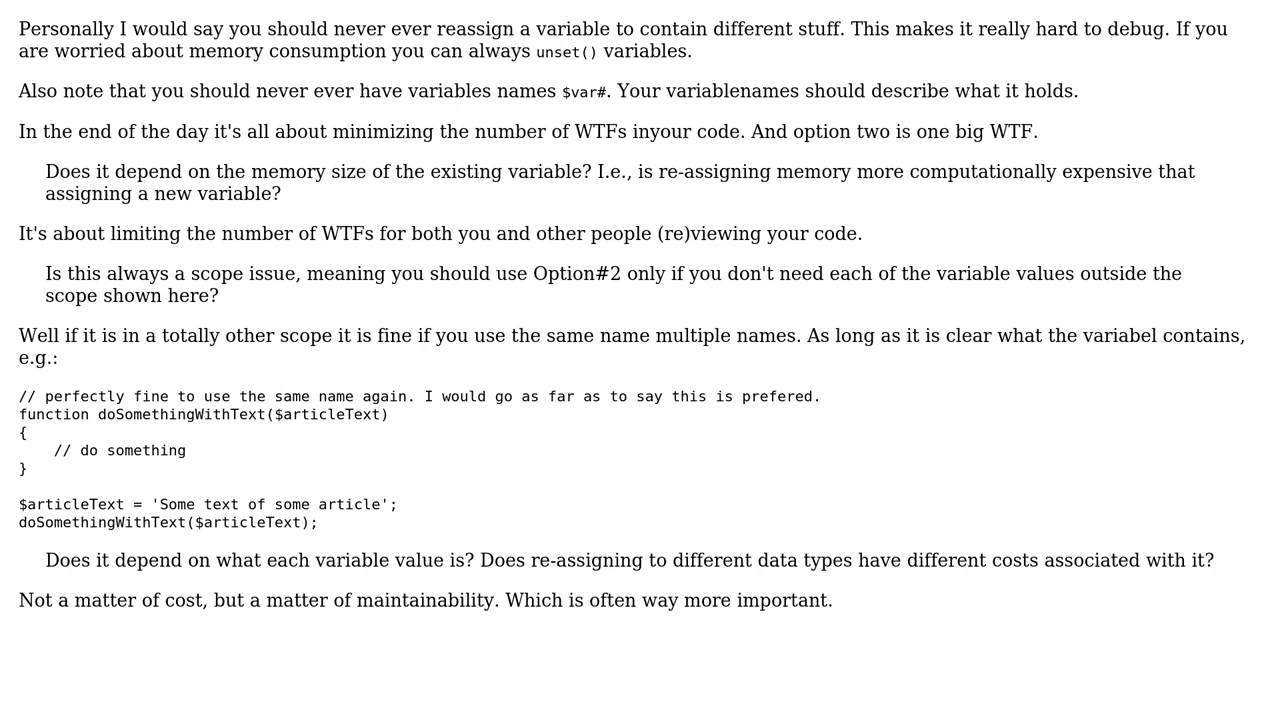 Personally I would say you should never ever reassign a variable to contain different stuff. This makes it really hard to debug. If you
are worried about memory consumption you can always unset() variables.
Also note that you should never ever have variables names $var#. Your variablenames should describe what it holds.
In the end of the day it's all about minimizing the number of WTFs inyour code. And option two is one big WTF.
Does it depend on the memory size of the existing variable? I.e., is re-assigning memory more computationally expensive that
assigning a new variable?
It's about limiting the number of WTFs for both you and other people (re)viewing your code.
Is this always a scope issue, meaning you should use Option#2 only if you don't need each of the variable values outside the
scope shown here?
Well if it is in a totally other scope it is fine if you use the same name multiple names. As long as it is clear what the variabel contains,
e.g.:
// perfectly fine to use the same name again. I would go as far as to say this is prefered.
function doSomethingWithText($articleText)
{
    // do something
}
$articleText = 'Some text of some article';
doSomethingWithText($articleText);
Does it depend on what each variable value is? Does re-assigning to different data types have different costs associated with it?
Not a matter of cost, but a matter of maintainability. Which is often way more important.